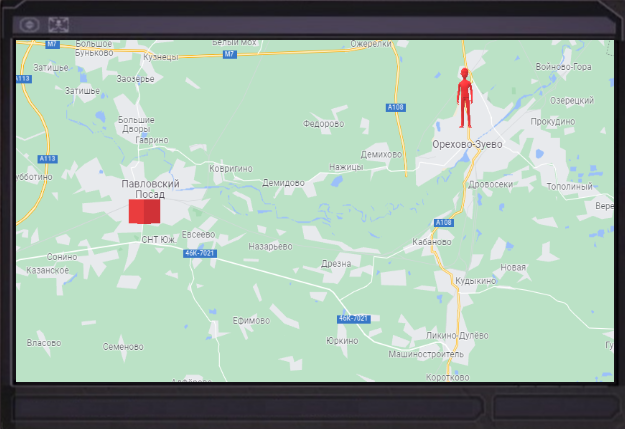 М7
Большое
Буньково
Белый мох
Ожерелки
Кузнецы
М7
Затишье
Войново-Гора
А113
Заозерье
Затишье
Озерецкий
А108
Большие
Дворы
Федорово
Прокудино
Гаврино
Орехово-Зуево
А113
Демихово
Ковригино
Нажицы
Демидово
Дровосеки
Тополиный
Павловский
Посад
А108
Евсеево
СНТ Юж.
Кабаново
Назарьево
46К-7021
Сонино
Дрезна
Новая
Казанское
Кудыкино
Ефимово
46К-7021
Ликино-Дулёво
Юркино
Власово
Семёново
Машиностроитель
Коротково